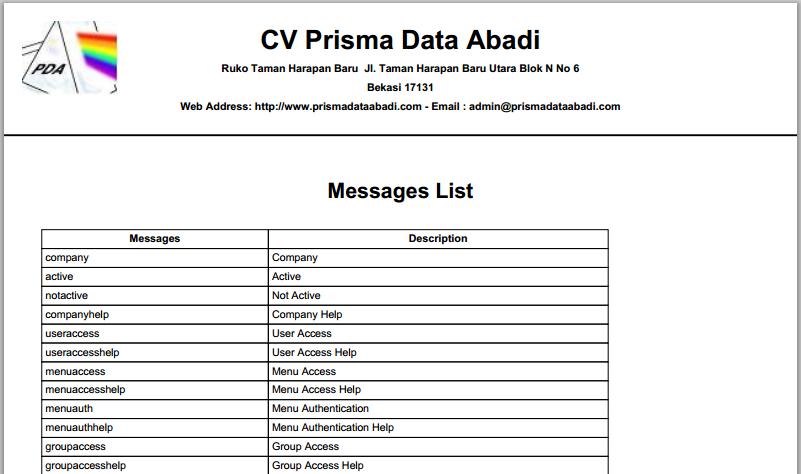 PDA
CV Prisma Data Abadi
Ruko Taman Harapan Baru  Jl. Taman Harapan Baru Utara Blok N No 6
Bekasi 17131
Web Address: http://www.prismadataabadi.com - Email : admin@prismadataabadi.com
Messages List
Messages Description
company Company
active Active
notactive Not Active
companyhelp Company Help
useraccess User Access
useraccesshelp User Access Help
menuaccess Menu Access
menuaccesshelp Menu Access Help
menuauth Menu Authentication
menuauthhelp Menu Authentication Help
groupaccess Group Access
groupaccesshelp Group Access Help